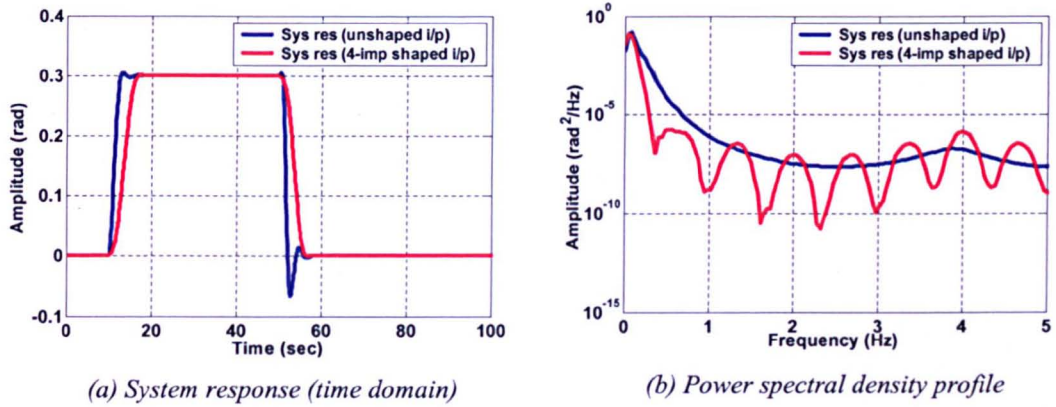 0.4
0.3
0.2
0.1
0
-0.1
0
20
40
60
80
100
Amplitude (rad)
Time (sec)
Sys res (unshaped i/p)
Sys res (4-imp shaped i/p)
(a) System response (time domain)
10^0
10^-5
10^-10
10^-15
0
1
2
3
4
5
Amplitude (rad^2/Hz)
Frequency (Hz)
Sys res (unshaped i/p)
Sys res (4-imp shaped i/p)
(b) Power spectral density profile